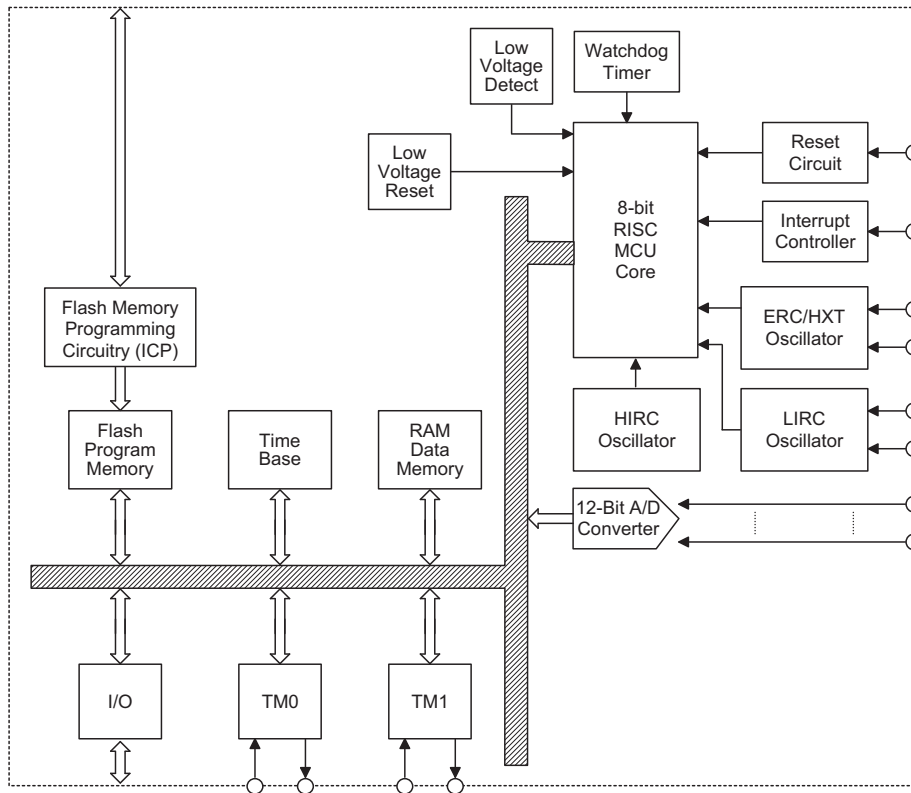 Low
Voltage
Detect
Watchdog
Timer
Low
Voltage
Reset
8-bit
RISC
MCU
Core
Reset
Circuit
Interrupt
Controller
Flash Memory
Programming
Circuitry (ICP)
ERC/HXT
Oscillator
HIRC
Oscillator
LIRC
Oscillator
Flash
Program
Memory
Time
Base
RAM
Data
Memory
12-Bit A/D
Converter
I/O
TM0
TM1